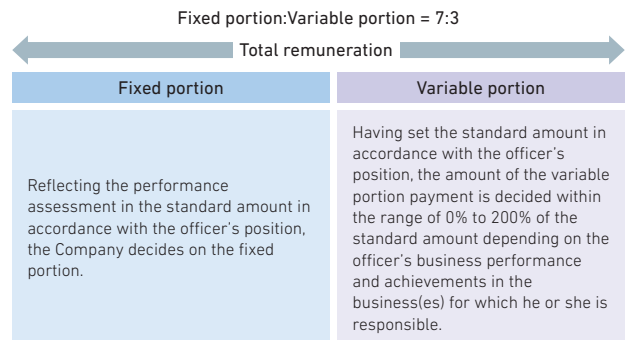 Fixed portion:Variable portion = 7:3
Total remuneration
Fixed portion
Variable portion
Reflecting the performance
assessment in the standard amount in
accordance with the officer's position,
the Company decides on the fixed
portion.
Having set the standard amount in
accordance with the officer's
position, the amount of the variable
portion payment is decided within
the range of 0% to 200% of the
standard amount depending on the
officer's business performance
and achievements in the
business(es) for which he or she is
responsible.